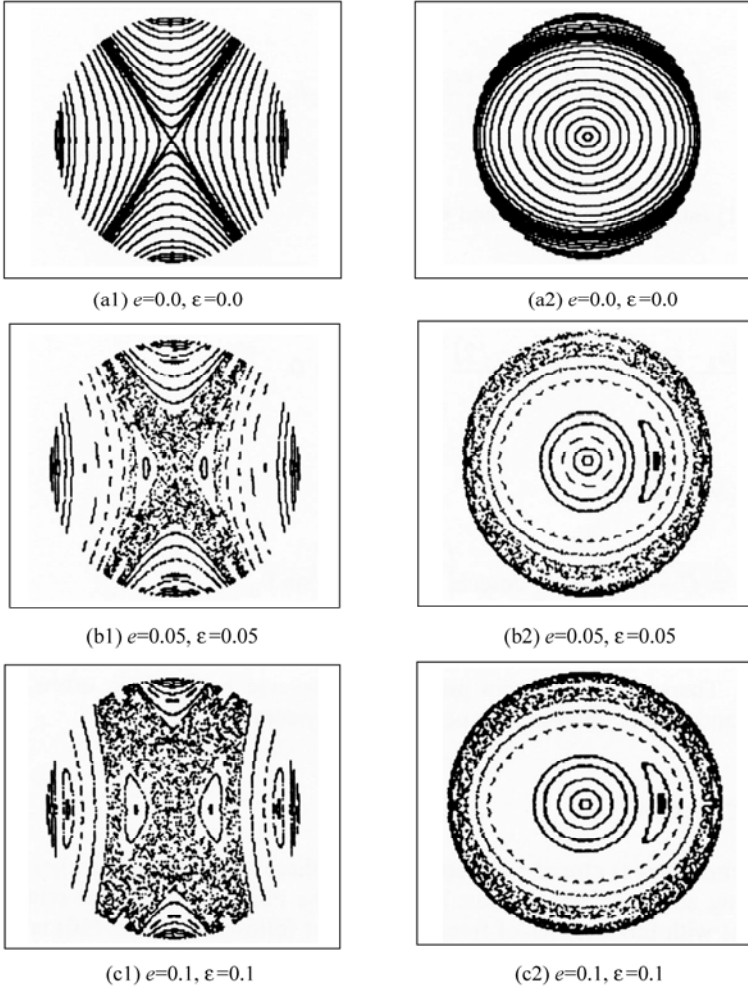 (a1) e=0.0, ε=0.0
(a2) e=0.0, ε=0.0
(b1) e=0.05, ε=0.05
(b2) e=0.05, ε=0.05
(c1) e=0.1, ε=0.1
(c2) e=0.1, ε=0.1